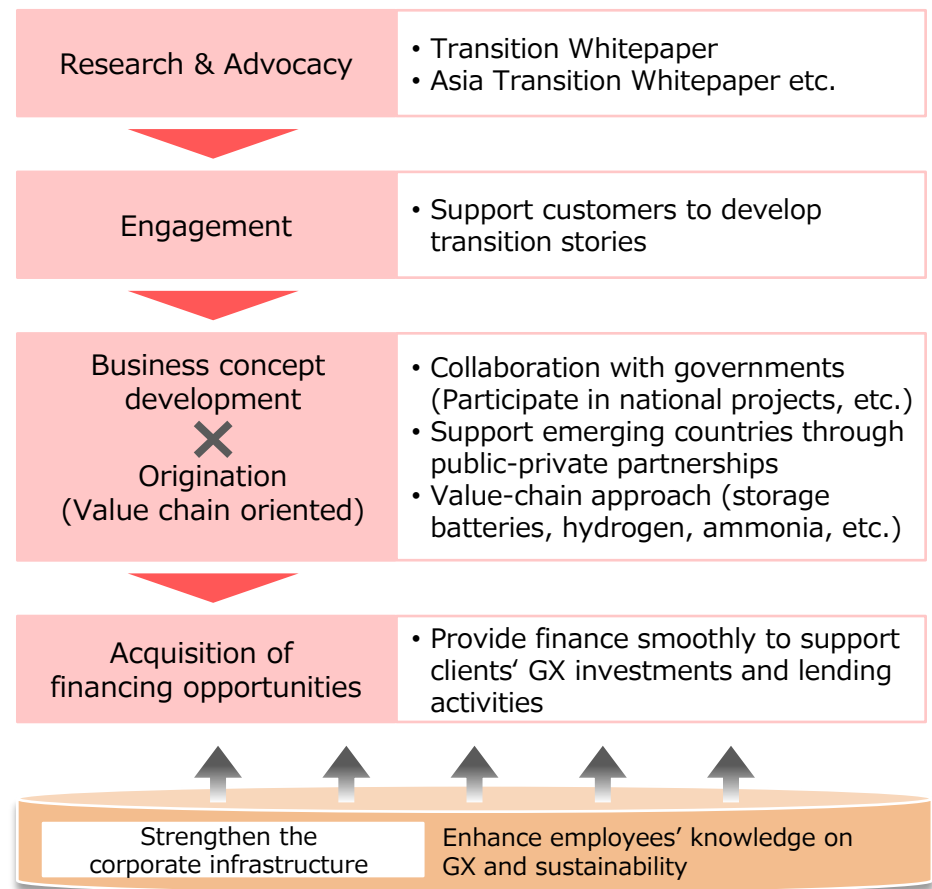 Research & Advocacy
• Transition Whitepaper
• Asia Transition Whitepaper etc.
Engagement
• Support customers to develop
transition stories
Business concept
development
Origination
(Value chain oriented)
• Collaboration with governments
(Participate in national projects, etc.)
• Support emerging countries through
public-private partnerships
• Value-chain approach (storage
batteries, hydrogen, ammonia, etc.)
Acquisition of
financing opportunities
• Provide finance smoothly to support
clients‘ GX investments and lending
activities
Strengthen the
corporate infrastructure
Enhance employees’ knowledge on
GX and sustainability